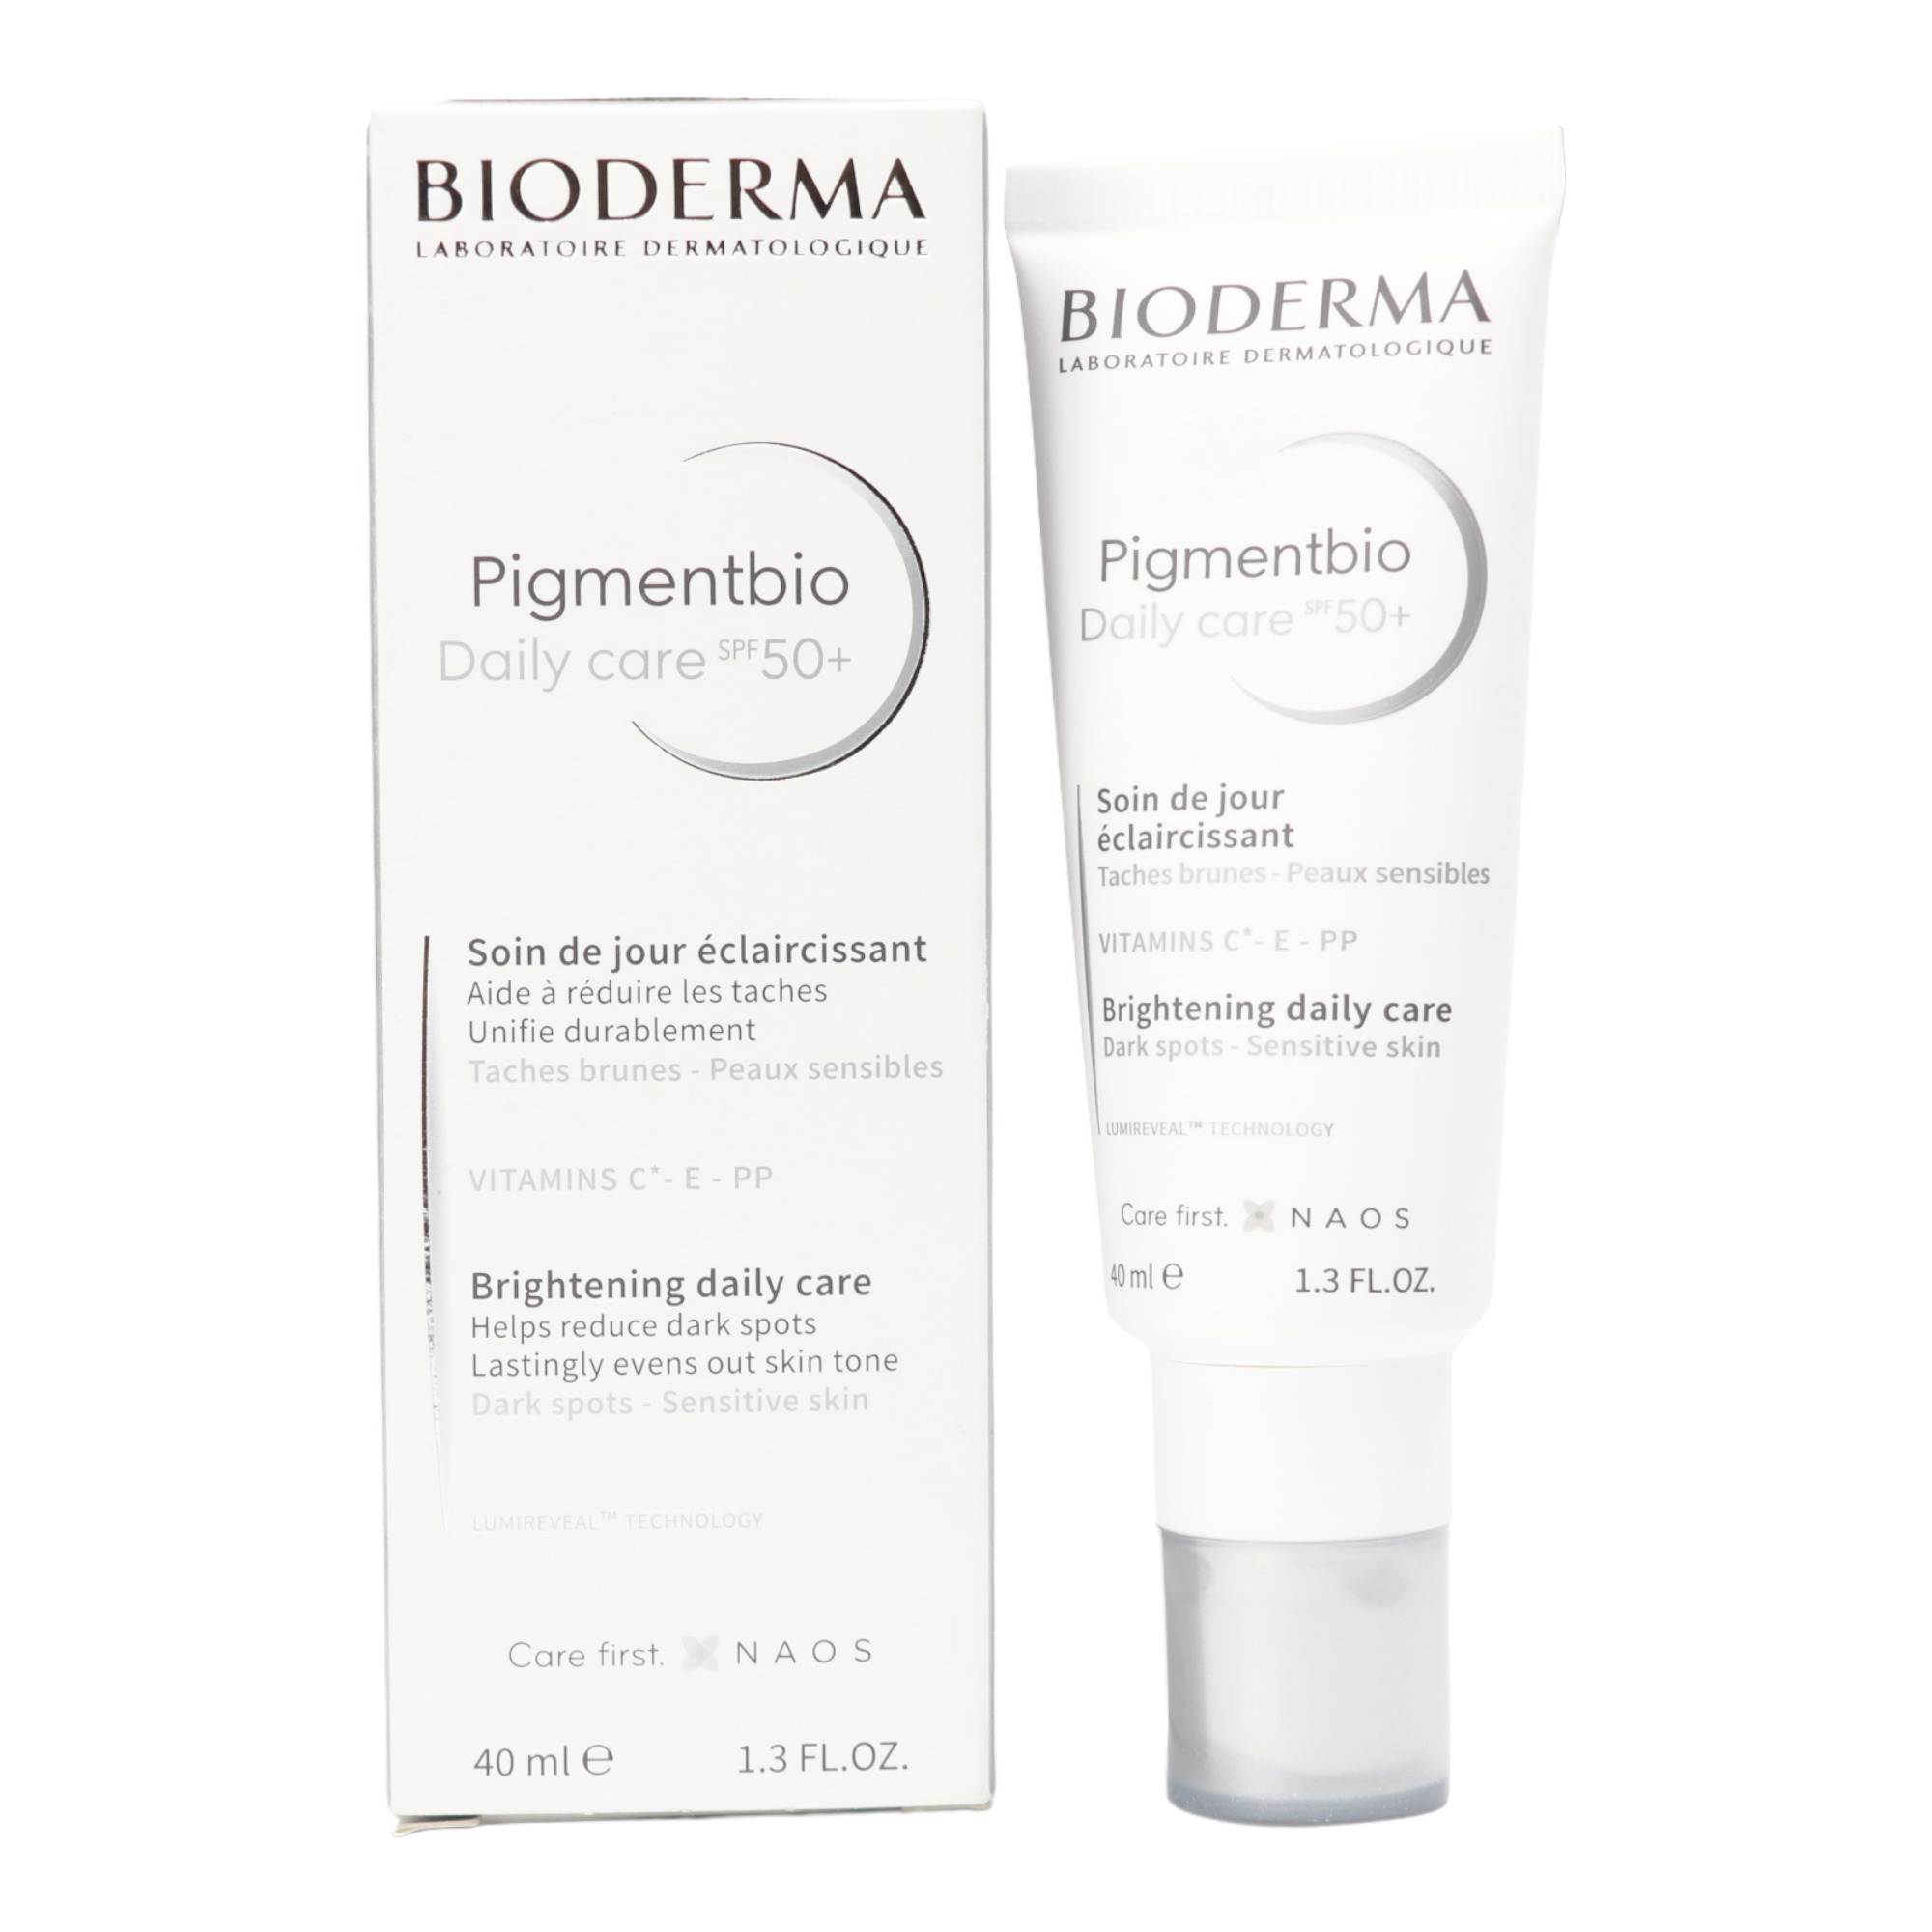 BIODERMA
LABORATOIRE DERMATOLOGIQUE
Pigmentbio
Daily care SPF50+
Soin de jour éclaircissant
Aide à réduire les taches
Unifie durablement
Taches brunes - Peaux sensibles
VITAMINS C*- E - PP
Brightening daily care
Helps reduce dark spots
Lastingly evens out skin tone
Dark spots - Sensitive skin
LUMIREVEAL™ TECHNOLOGY
Care first. NAOS
40 ml ℮ 1.3 FL.OZ.
BIODERMA
LABORATOIRE DERMATOLOGIQUE
Pigmentbio
Daily care SPF50+
Soin de jour
éclaircissant
Taches brunes - Peaux sensibles
VITAMINS C*- E - PP
Brightening daily care
Dark spots - Sensitive skin
LUMIREVEAL™ TECHNOLOGY
Care first. NAOS
40 ml ℮ 1.3 FL.OZ.